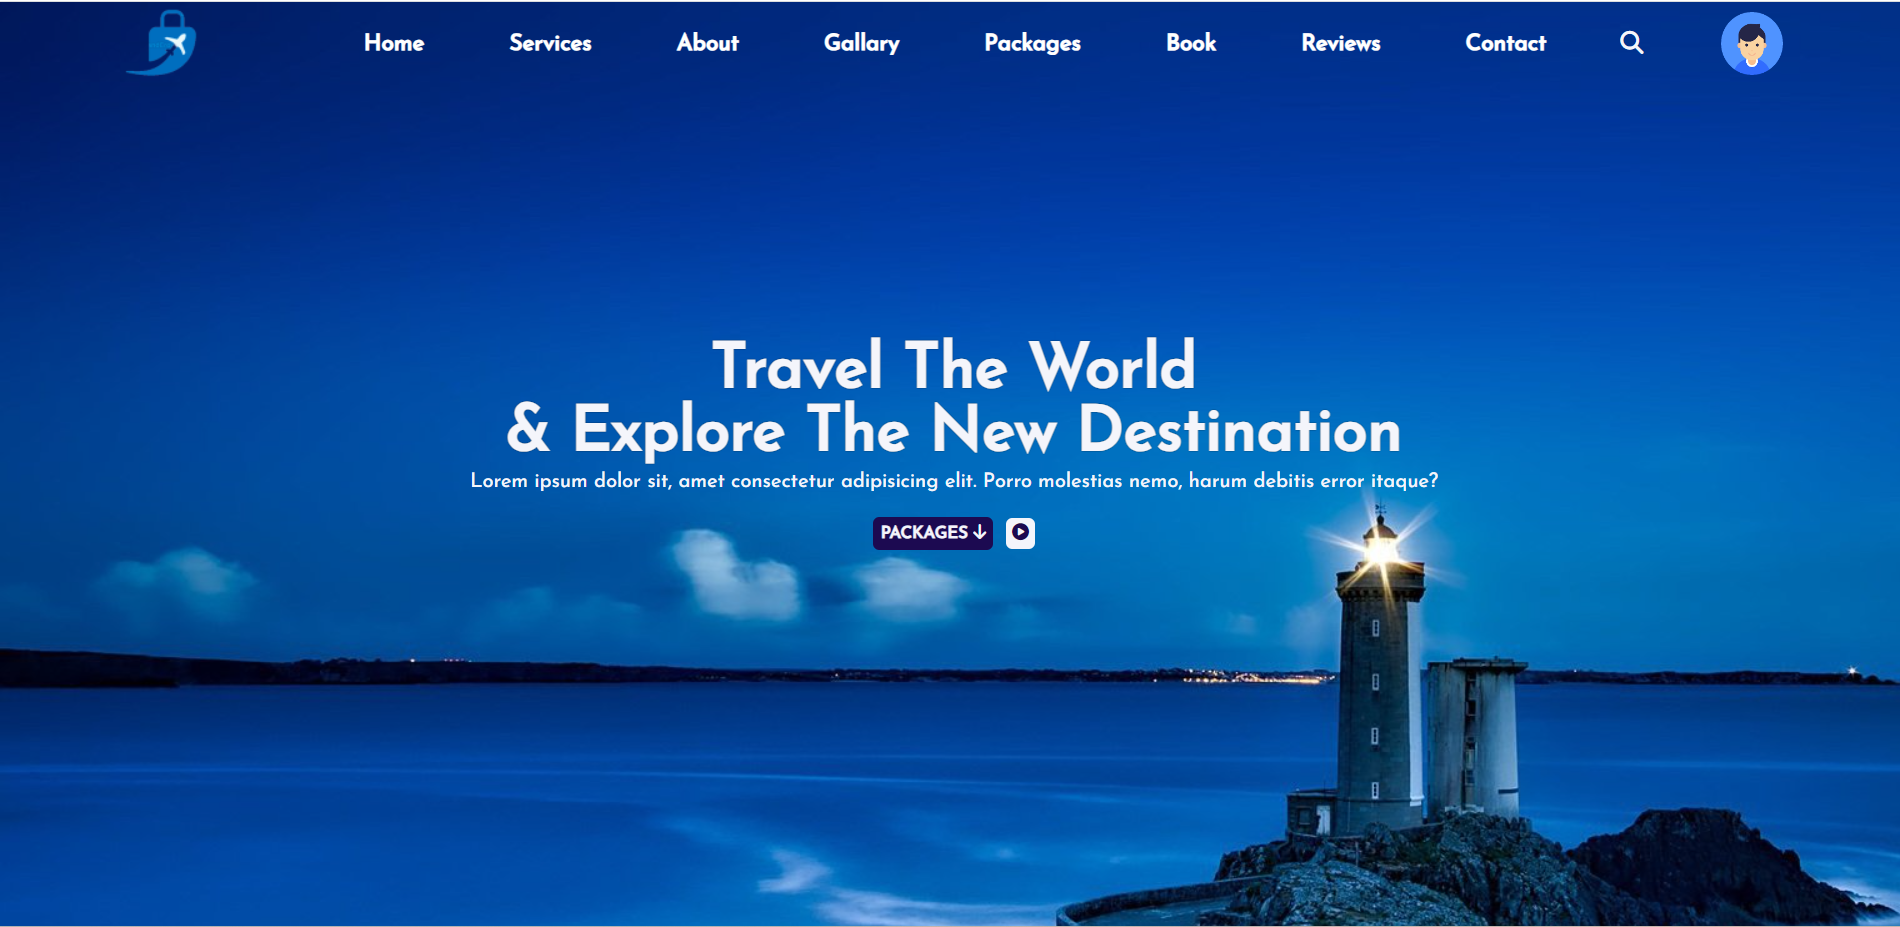 Home Services About Gallary Packages Book Reviews Contact
Travel The World
& Explore The New Destination
Lorem ipsum dolor sit, amet consectetur adipisicing elit. Porro molestias nemo, harum debitis error itaque?
PACKAGES